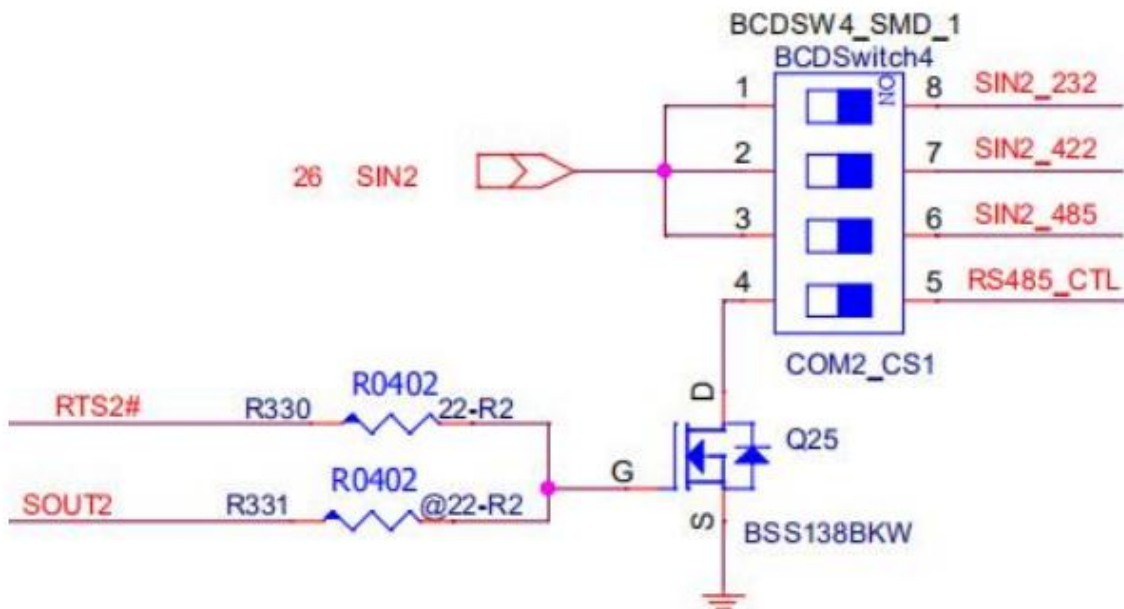 BCDSW4_SMD_1
BCDSwitch4
ON
1 8 SIN2_232
2 7 SIN2_422
26 SIN2
3 6 SIN2_485
4 5 RS485_CTL
COM2_CS1
RTS2# R330 R0402 22-R2
D
Q25
G
SOUT2 R331 R0402 @22-R2
S
BSS138BKW